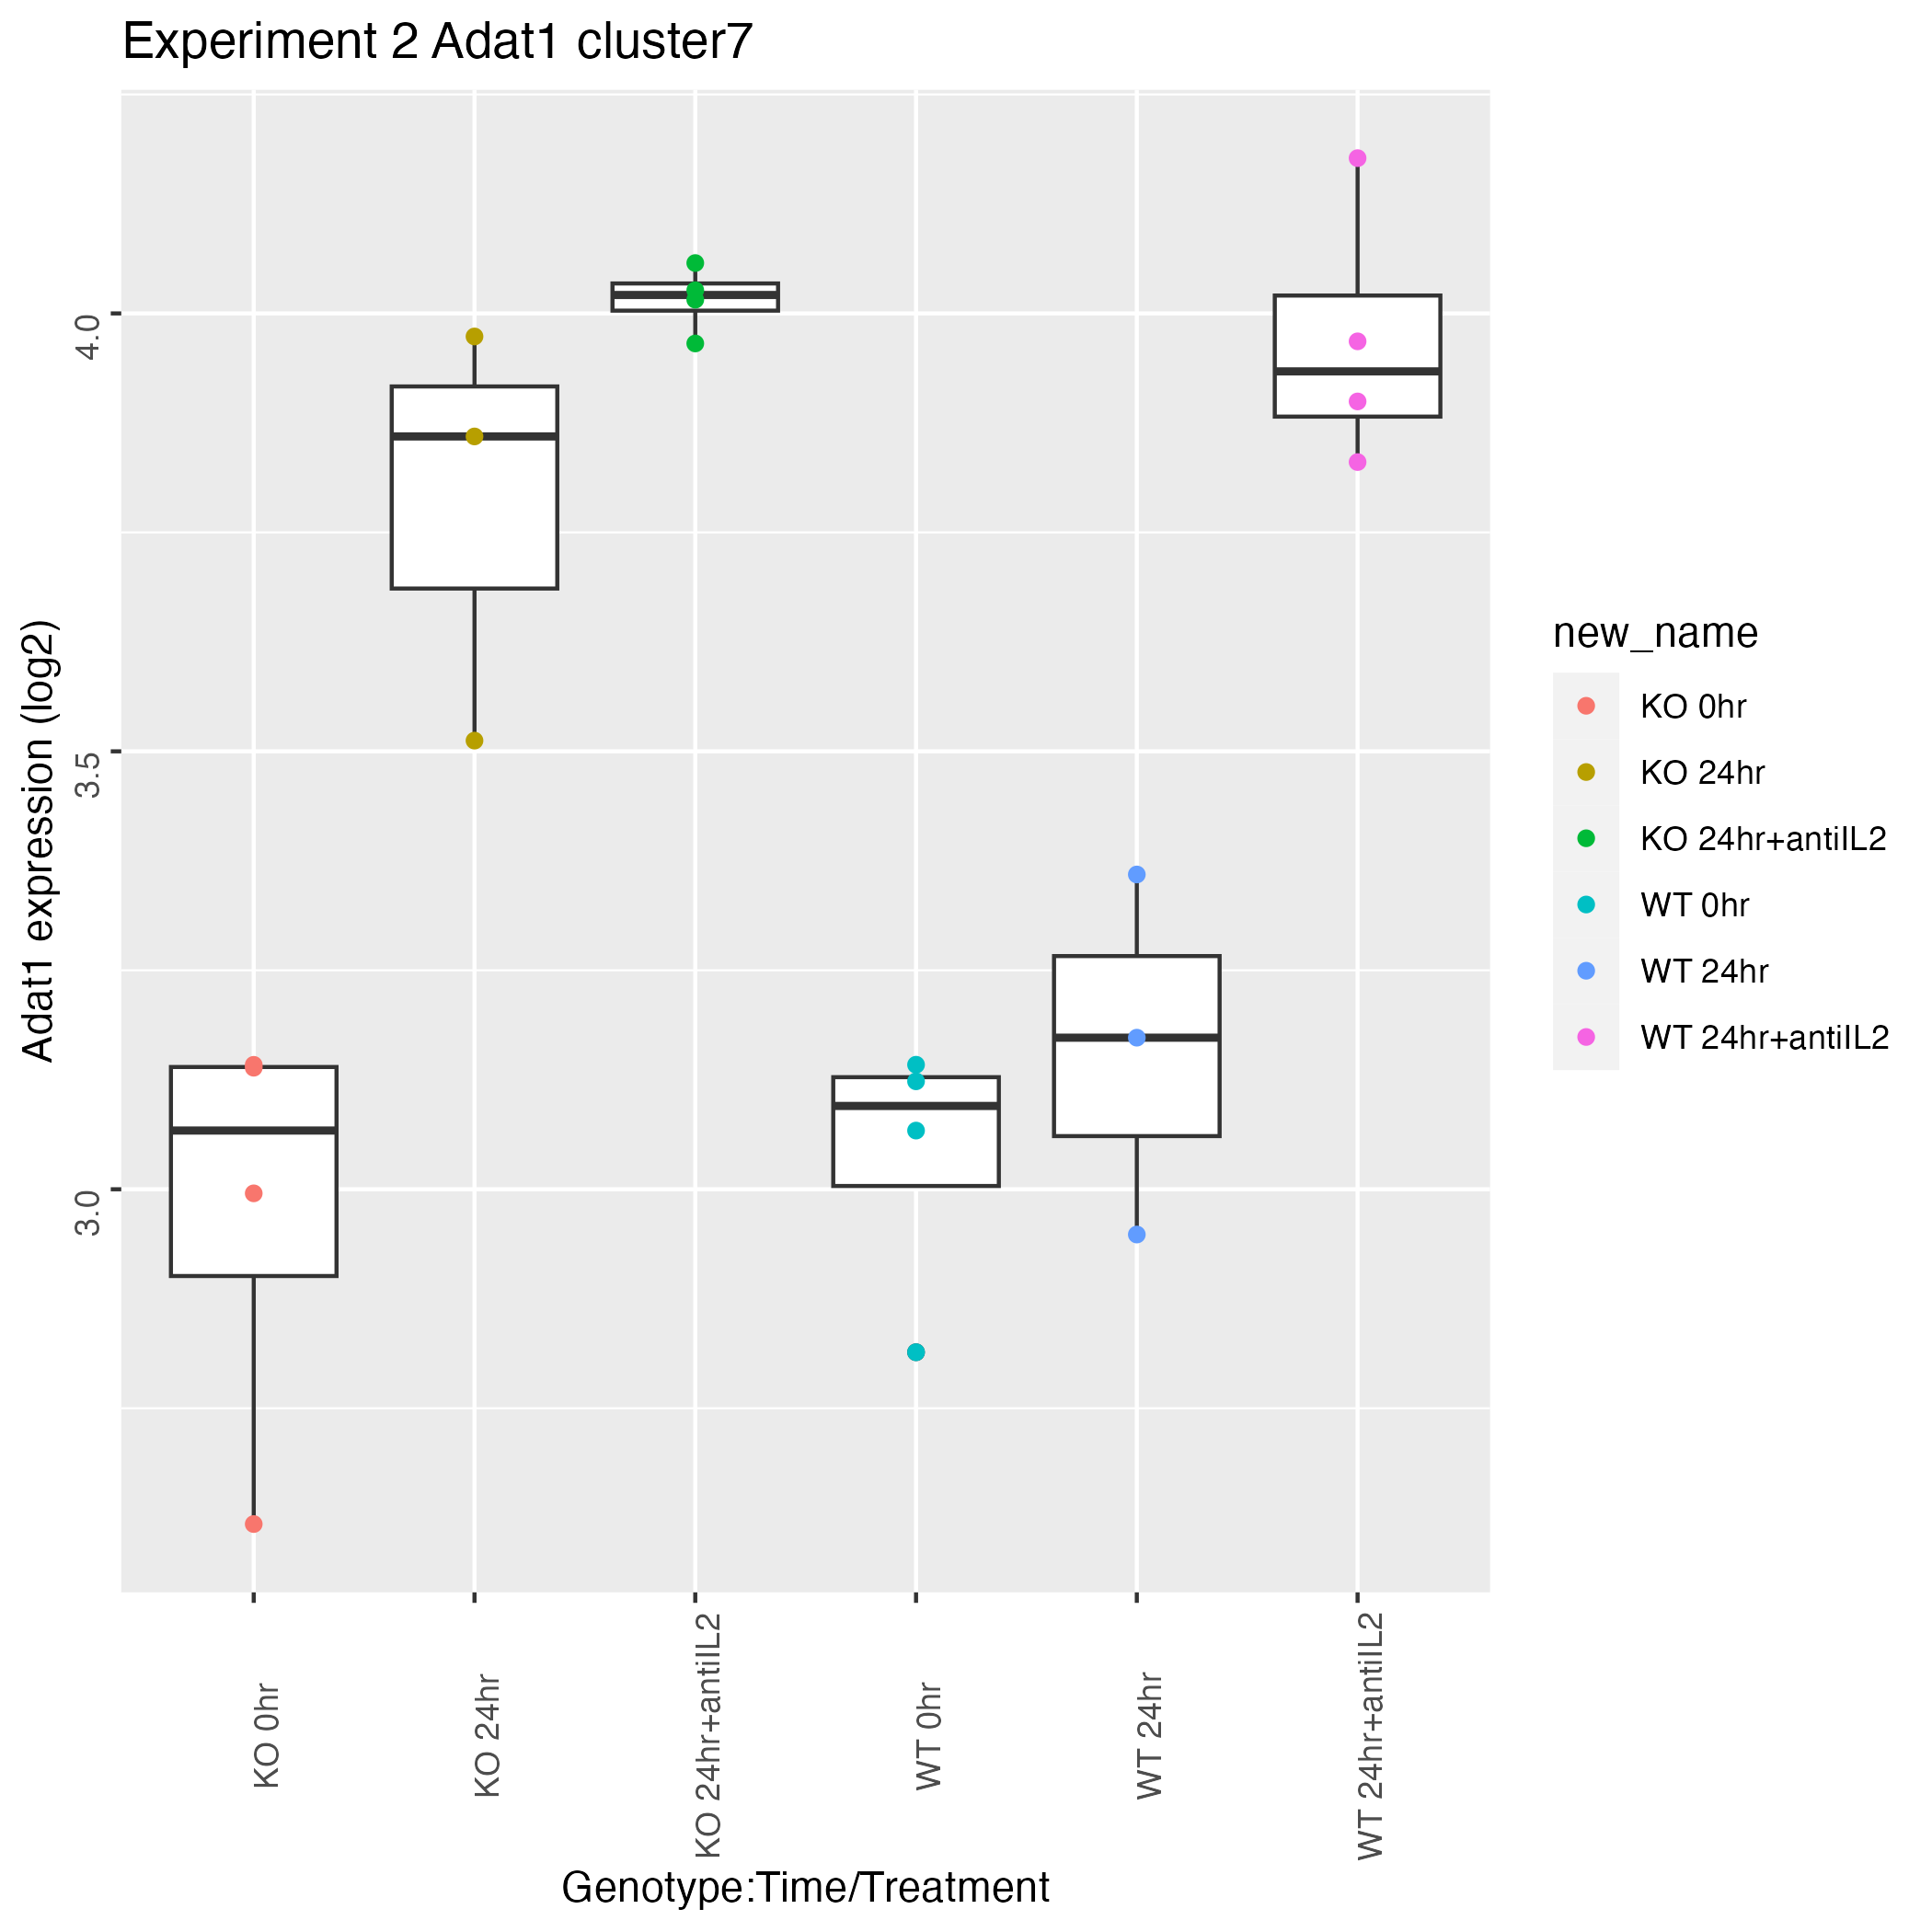 Experiment 2 Adat1 cluster7
Adat1 expression (log2)
4.0
3.5
3.0
KO 0hr
KO 24hr
KO 24hr+antiIL2
WT 0hr
WT 24hr
WT 24hr+antiIL2
Genotype:Time/Treatment
new_name
KO 0hr
KO 24hr
KO 24hr+antiIL2
WT 0hr
WT 24hr
WT 24hr+antiIL2